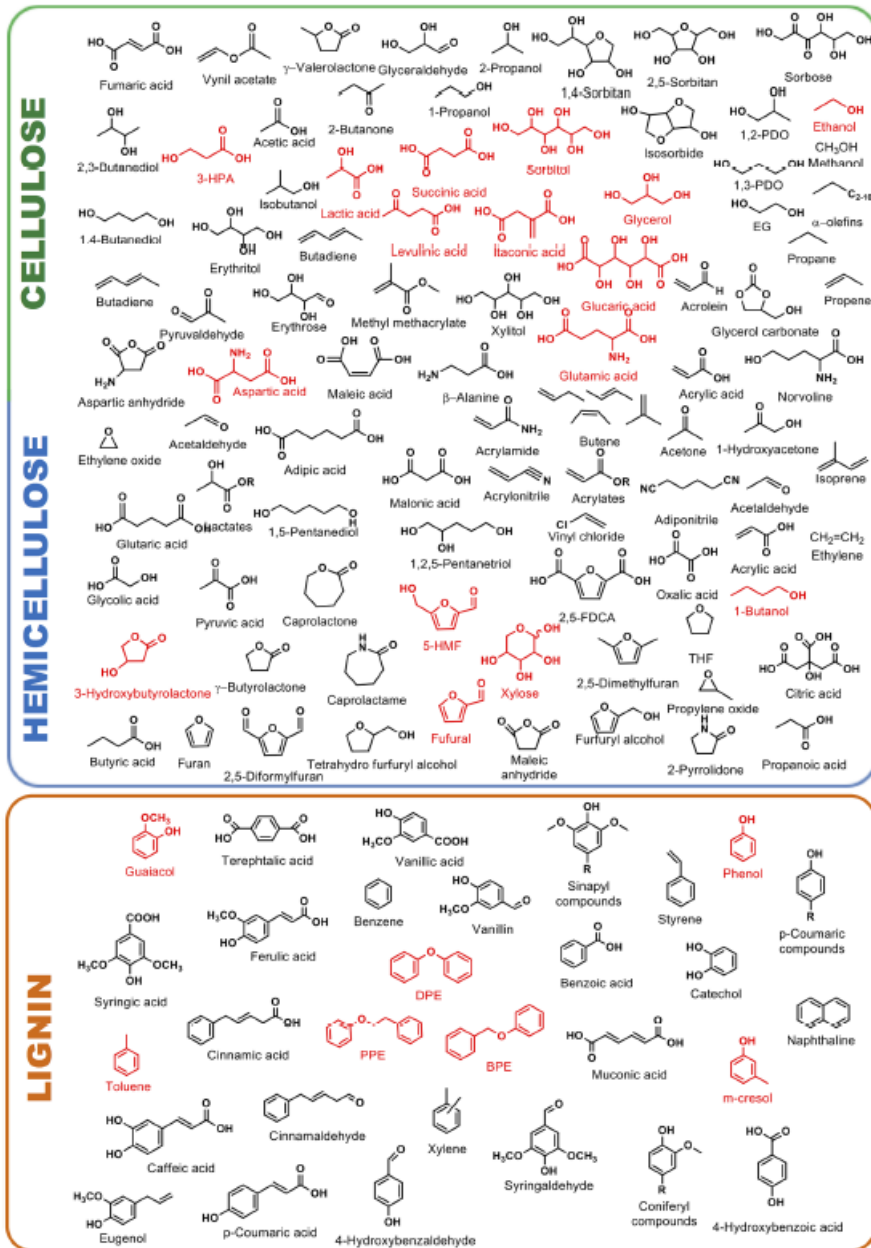 CELLULOSE
Fumaric acid
Vynil acetate
γ-Valerolactone
Glyceraldehyde
2-Propanol
1,4-Sorbitan
2,5-Sorbitan
Sorbose
2,3-Butanediol
3-HPA
Acetic acid
2-Butanone
1-Propanol
Succinic acid
Sorbitol
Isosorbide
1,2-PDO
Ethanol
CH₃OH
Methanol
1,3-PDO
Isobutanol
Lactic acid
Glycerol
EG
α-olefins
1.4-Butanediol
Erythritol
Butadiene
Levulinic acid
Itaconic acid
Propane
Butadiene
Pyruvaldehyde
Erythrose
Methyl methacrylate
Xylitol
Glucaric acid
Acrolein
Glycerol carbonate
Propene
Aspartic anhydride
Aspartic acid
Maleic acid
β-Alanine
Glutamic acid
Acrylic acid
Norvoline
HEMICELLULOSE
Ethylene oxide
Acetaldehyde
Adipic acid
Acrylamide
Butene
Acetone
1-Hydroxyacetone
Isoprene
Lactates
Malonic acid
Acrylonitrile
Acrylates
Adiponitrile
Acetaldehyde
Glutaric acid
1,5-Pentanediol
1,2,5-Pentanetriol
Vinyl chloride
Acrylic acid
CH₂=CH₂
Ethylene
Glycolic acid
Pyruvic acid
Caprolactone
5-HMF
2,5-FDCA
Oxalic acid
1-Butanol
3-Hydroxybutyrolactone
γ-Butyrolactone
Caprolactame
Xylose
2,5-Dimethylfuran
THF
Propylene oxide
Citric acid
Butyric acid
Furan
2,5-Diformylfuran
Tetrahydro furfuryl alcohol
Fufural
Maleic
anhydride
Furfuryl alcohol
2-Pyrrolidone
Propanoic acid
LIGNIN
Guaiacol
Terephtalic acid
Vanillic acid
Sinapyl
compounds
Phenol
Styrene
p-Coumaric
compounds
Syringic acid
Ferulic acid
Benzene
Vanillin
DPE
Benzoic acid
Catechol
Toluene
Cinnamic acid
PPE
BPE
Muconic acid
m-cresol
Naphthaline
Caffeic acid
Cinnamaldehyde
Xylene
Syringaldehyde
Coniferyl
compounds
4-Hydroxybenzoic acid
Eugenol
p-Coumaric acid
4-Hydroxybenzaldehyde